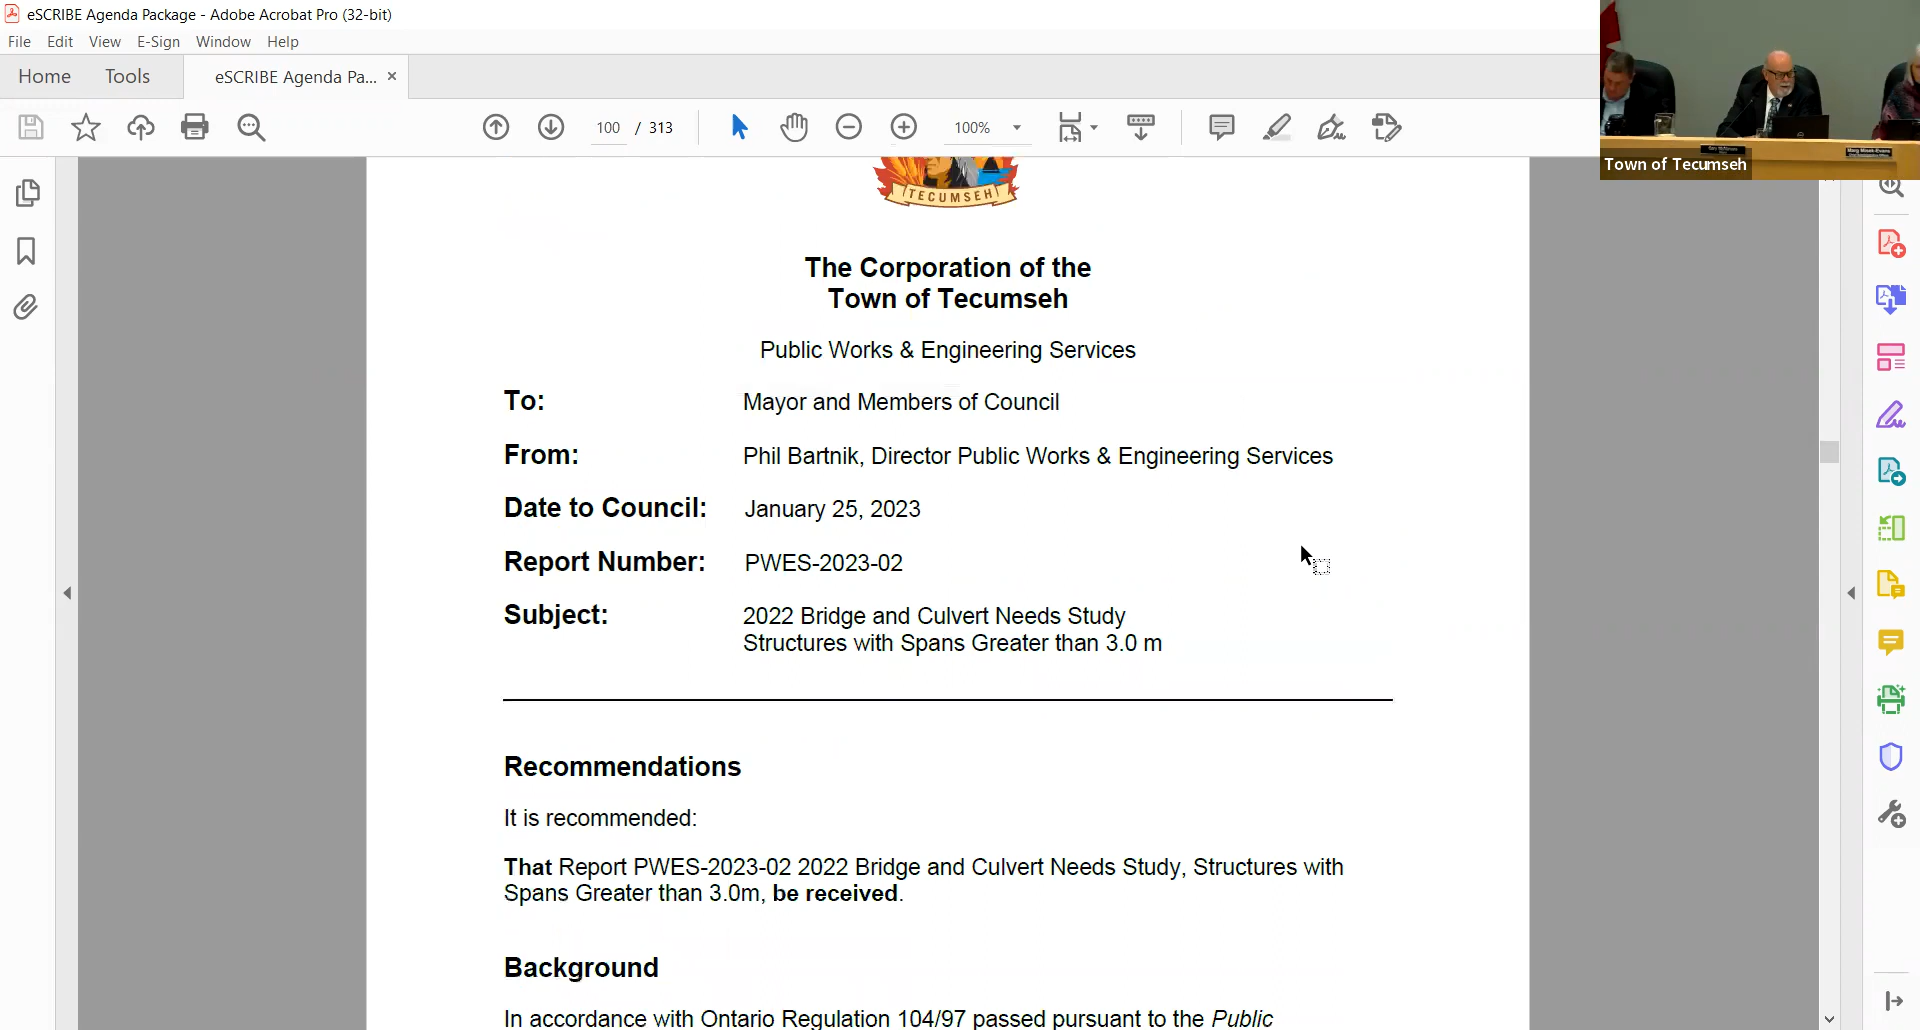 eSCRIBE Agenda Package - Adobe Acrobat Pro (32-bit)
File Edit View E-Sign Window Help
Home Tools eSCRIBE Agenda Pa... ×
100 / 313 100%
Town of Tecumseh
TECUMSEH
The Corporation of the
Town of Tecumseh
Public Works & Engineering Services
To: Mayor and Members of Council
From: Phil Bartnik, Director Public Works & Engineering Services
Date to Council: January 25, 2023
Report Number: PWES-2023-02
Subject: 2022 Bridge and Culvert Needs Study
Structures with Spans Greater than 3.0 m
Recommendations
It is recommended:
That Report PWES-2023-02 2022 Bridge and Culvert Needs Study, Structures with
Spans Greater than 3.0m, be received.
Background
In accordance with Ontario Regulation 104/97 passed pursuant to the Public